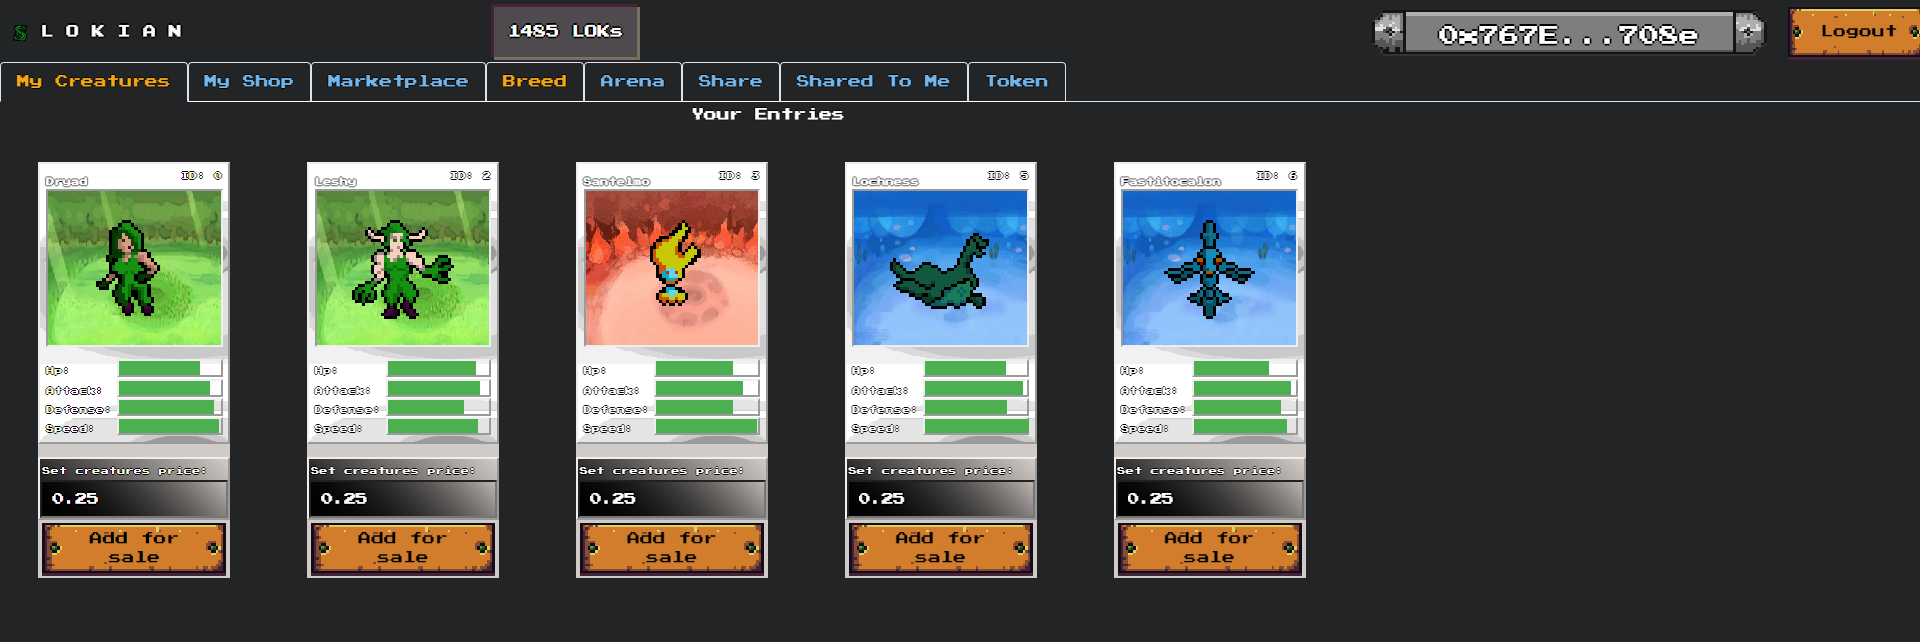 LOKIAN
1485 LOKs
0x767E...708e
Logout
My Creatures
My Shop
Marketplace
Breed
Arena
Share
Shared To Me
Token
Your Entries
Dryad
ID: 0
Hp:
Attack:
Defense:
Speed:
Set creatures price:
0.25
Add for
sale
Leshy
ID: 2
Hp:
Attack:
Defense:
Speed:
Set creatures price:
0.25
Add for
sale
Santelmo
ID: 3
Hp:
Attack:
Defense:
Speed:
Set creatures price:
0.25
Add for
sale
Lochness
ID: 5
Hp:
Attack:
Defense:
Speed:
Set creatures price:
0.25
Add for
sale
Fastitocalon
ID: 6
Hp:
Attack:
Defense:
Speed:
Set creatures price:
0.25
Add for
sale